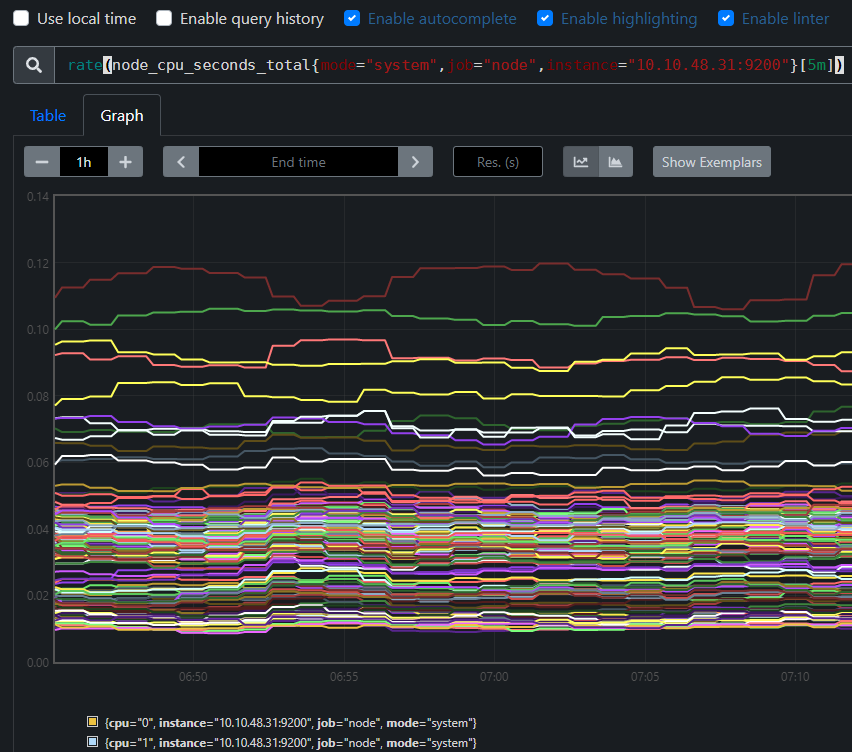 Use local time Enable query history Enable autocomplete Enable highlighting Enable linter
rate(node_cpu_seconds_total{mode="system",job="node",instance="10.10.48.31:9200"}[5m])
Table Graph
1h End time Res. (s) Show Exemplars
0.14
0.12
0.10
0.08
0.06
0.04
0.02
0.00
06:50 06:55 07:00 07:05 07:10
{cpu="0", instance="10.10.48.31:9200", job="node", mode="system"}
{cpu="1", instance="10.10.48.31:9200", job="node", mode="system"}